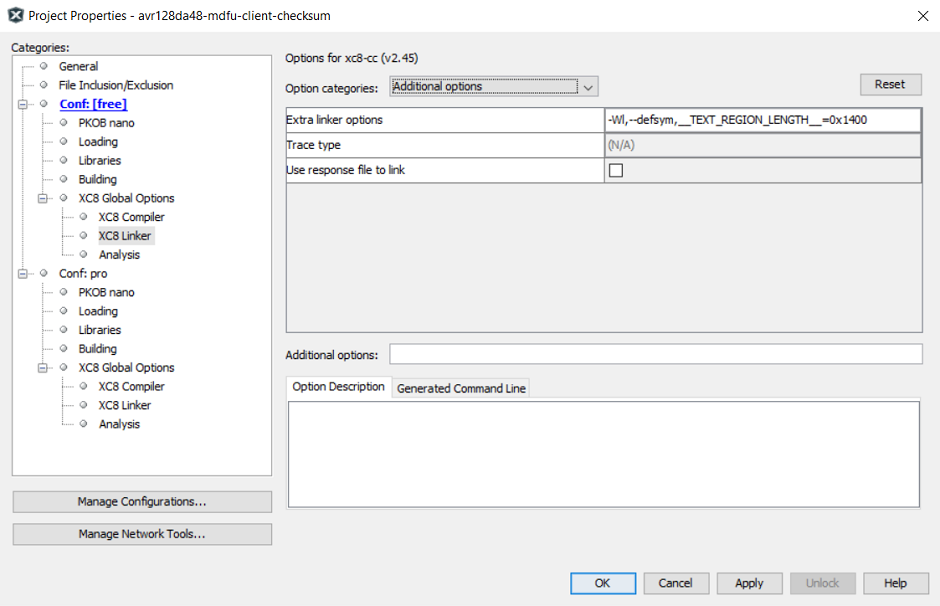 Project Properties - avr128da48-mdfu-client-checksum
Categories:
General
File Inclusion/Exclusion
Conf: [free]
PKOB nano
Loading
Libraries
Building
XC8 Global Options
XC8 Compiler
XC8 Linker
Analysis
Conf: pro
PKOB nano
Loading
Libraries
Building
XC8 Global Options
XC8 Compiler
XC8 Linker
Analysis
Manage Configurations...
Manage Network Tools...
Options for xc8-cc (v2.45)
Option categories: Additional options
Reset
Extra linker options -Wl,--defsym,__TEXT_REGION_LENGTH__=0x1400
Trace type (N/A)
Use response file to link
Additional options:
Option Description Generated Command Line
OK Cancel Apply Unlock Help